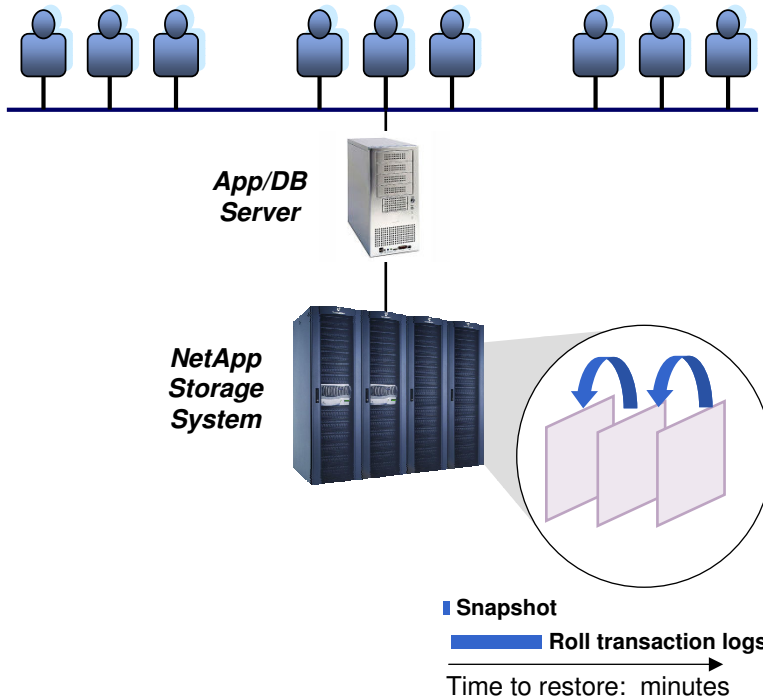 App/DB
Server
NetApp
Storage
System
Snapshot
Roll transaction logs
Time to restore: minutes